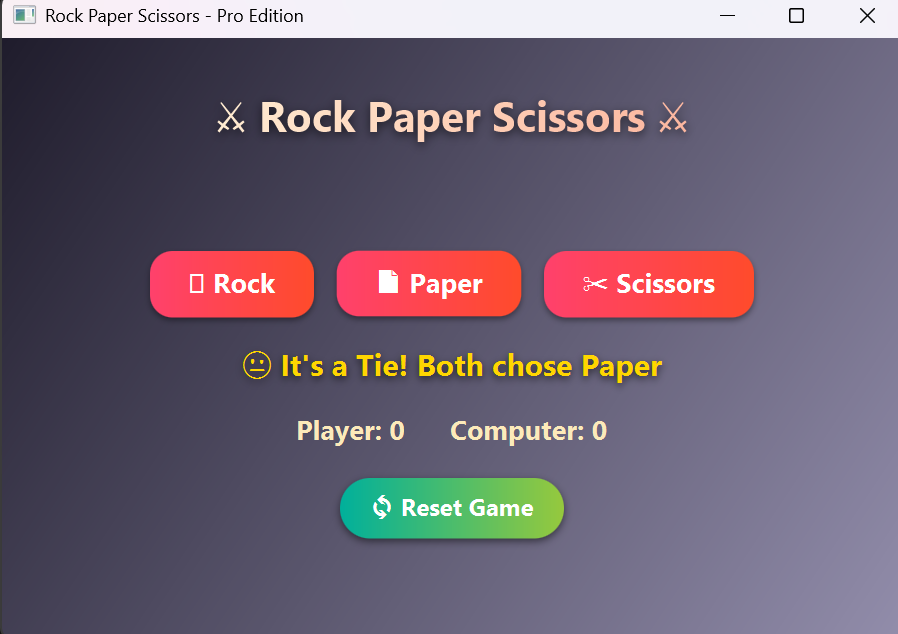 Rock Paper Scissors - Pro Edition
⚔ Rock Paper Scissors ⚔
Rock
Paper
✂ Scissors
😐 It's a Tie! Both chose Paper
Player: 0 Computer: 0
Reset Game